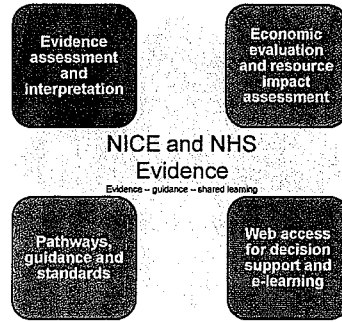 Evidence
assessment
and
interpretation
Economic
evaluation
and resource
impact
assessment
NICE and NHS
Evidence
Evidence – guidance – shared learning
Pathways,
guidance and
standards
Web access
for decision
support and
e-learning